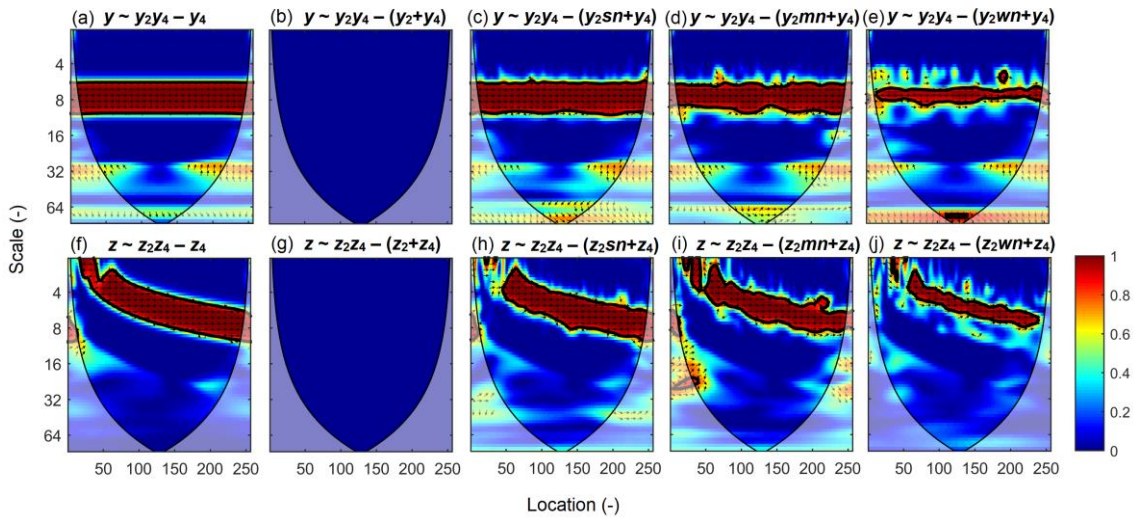 (a) y ~ y₂y₄ – y₄
(b) y ~ y₂y₄ – (y₂+y₄)
(c) y ~ y₂y₄ – (y₂sn+y₄)
(d) y ~ y₂y₄ – (y₂mn+y₄)
(e) y ~ y₂y₄ – (y₂wn+y₄)
4
8
16
32
64
Scale (-)
(f) z ~ z₂z₄ – z₄
(g) z ~ z₂z₄ – (z₂+z₄)
(h) z ~ z₂z₄ – (z₂sn+z₄)
(i) z ~ z₂z₄ – (z₂mn+z₄)
(j) z ~ z₂z₄ – (z₂wn+z₄)
4
8
16
32
64
1
0.8
0.6
0.4
0.2
0
50 100 150 200 250 50 100 150 200 250 50 100 150 200 250 50 100 150 200 250 50 100 150 200 250
Location (-)